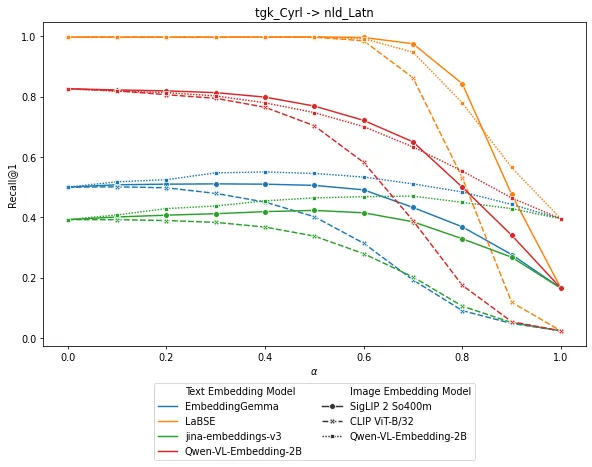 tgk_Cyrl -> nld_Latn
1.0
0.8
0.6
0.4
0.2
0.0
Recall@1
0.0 0.2 0.4 0.6 0.8 1.0
α
Text Embedding Model
EmbeddingGemma
LaBSE
jina-embeddings-v3
Qwen-VL-Embedding-2B
Image Embedding Model
SigLIP 2 So400m
CLIP ViT-B/32
Qwen-VL-Embedding-2B